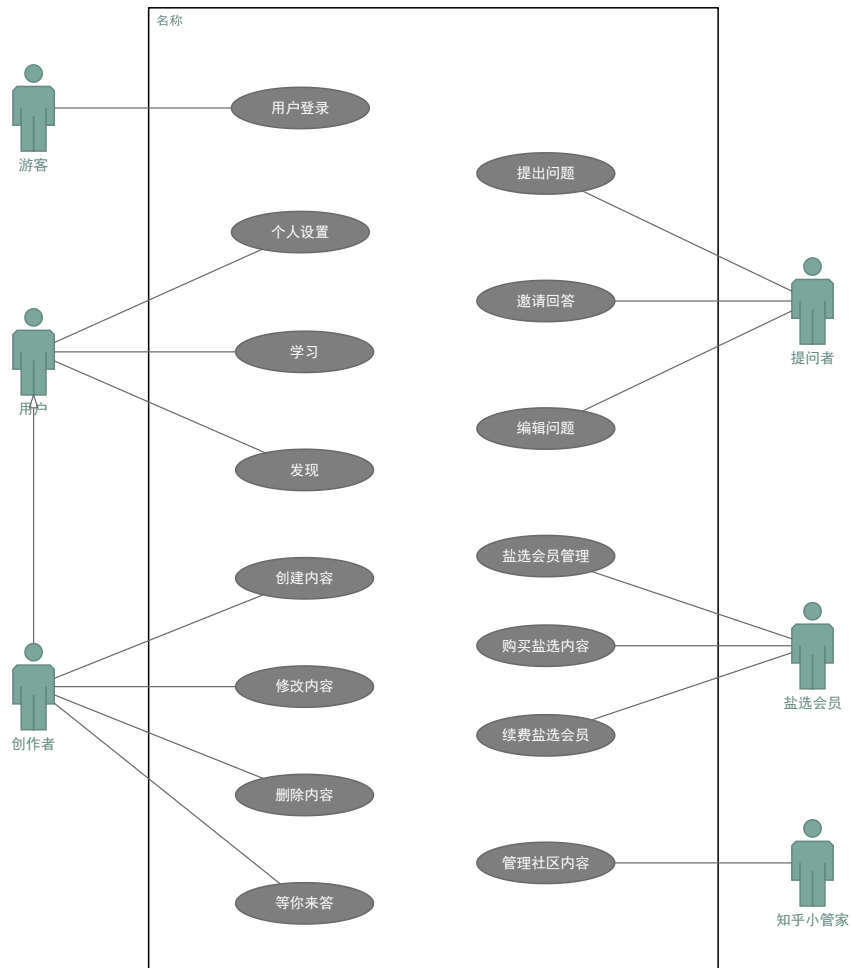 名称
游客
用户登录
提出问题
个人设置
邀请回答
提问者
用户
学习
编辑问题
发现
创建内容
盐选会员管理
购买盐选内容
盐选会员
修改内容
创作者
续费盐选会员
删除内容
管理社区内容
等你来答
知乎小管家